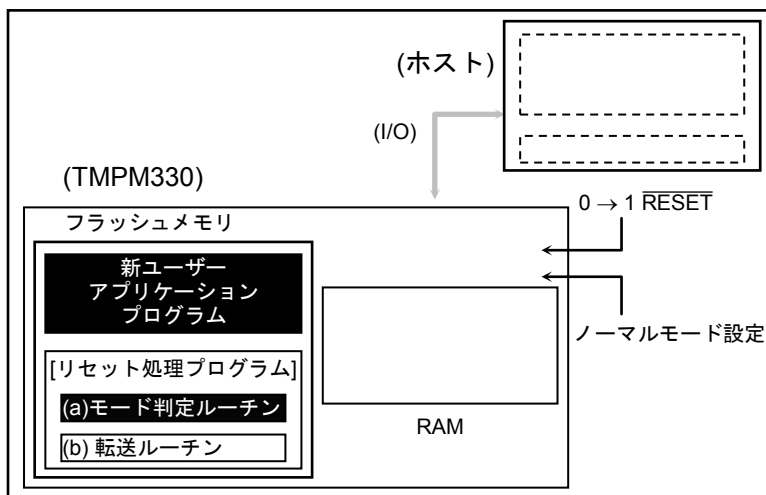 (ホスト)
(I/O)
(TMPM330)
0 → 1 RESET
フラッシュメモリ
新ユーザー
アプリケーション
プログラム
ノーマルモード設定
[リセット処理プログラム]
(a)モード判定ルーチン
(b) 転送ルーチン
RAM